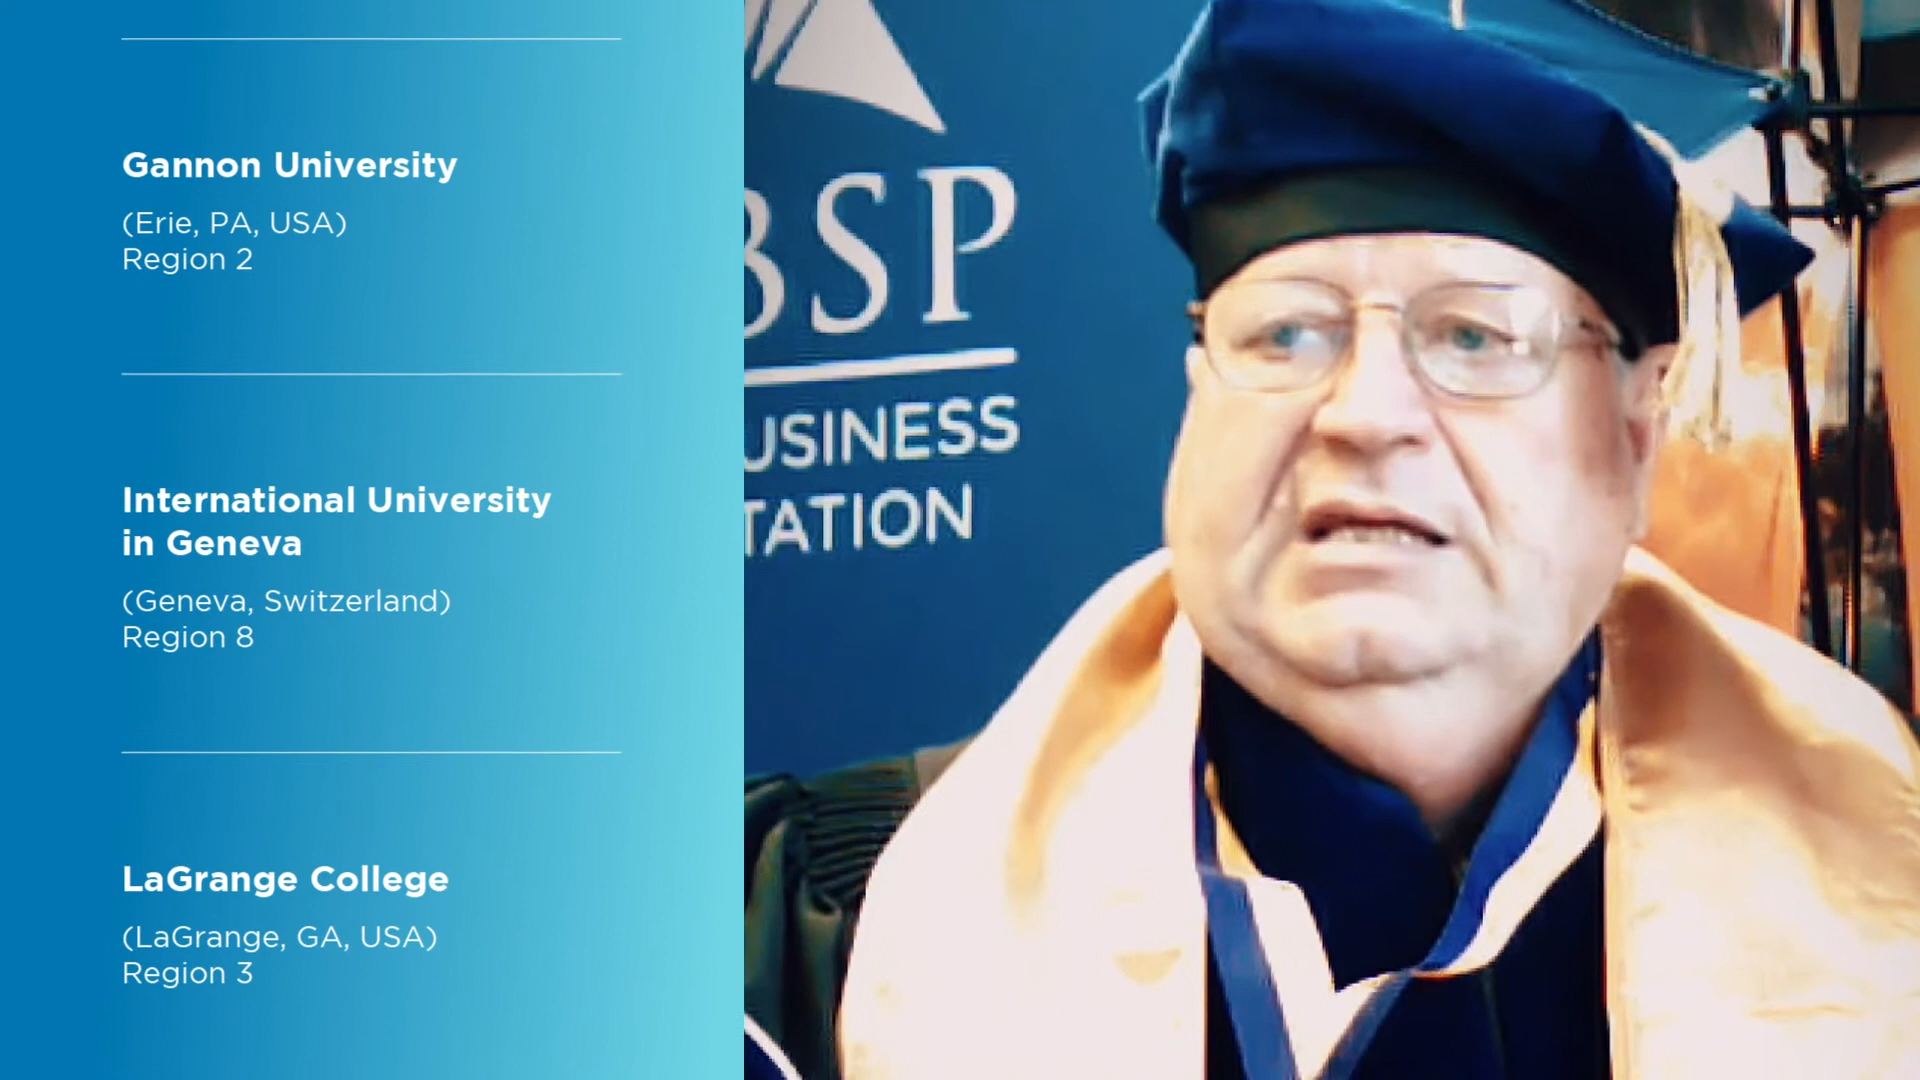 Gannon University
(Erie, PA, USA)
Region 2
International University
in Geneva
(Geneva, Switzerland)
Region 8
LaGrange College
(LaGrange, GA, USA)
Region 3
BSP
USINESS
TATION